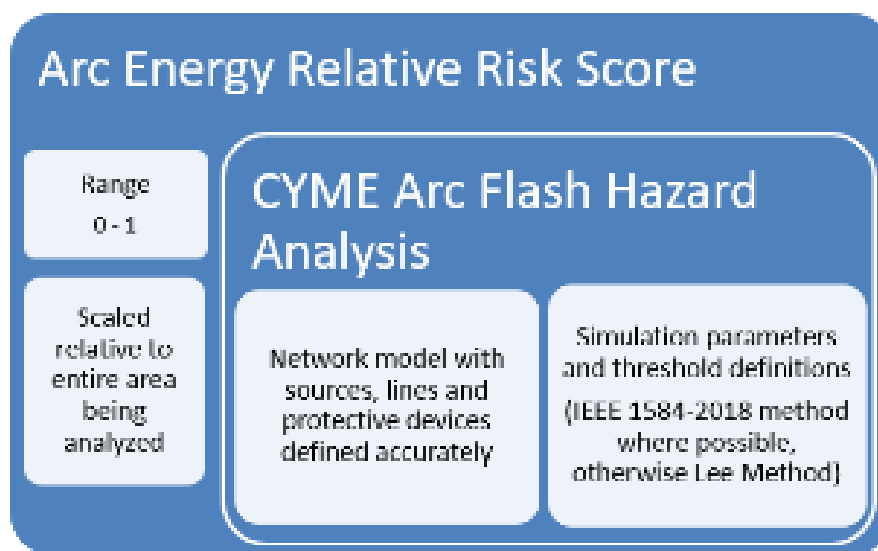 Arc Energy Relative Risk Score
Range
0 - 1
Scaled
relative to
entire area
being
analyzed
CYME Arc Flash Hazard
Analysis
Network model with
sources, lines and
protective devices
defined accurately
Simulation parameters
and threshold definitions
(IEEE 1584-2018 method
where possible,
otherwise Lee Method)